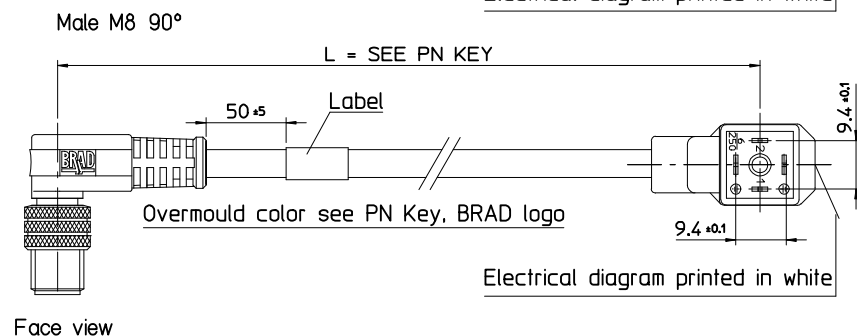 Electrical diagram printed in white
Male M8 90°
L = SEE PN KEY
50 ±5
Label
9.4 ±0.1
BRAD
6
250
2
1
Overmould color see PN Key, BRAD logo
9.4 ±0.1
Electrical diagram printed in white
Face view